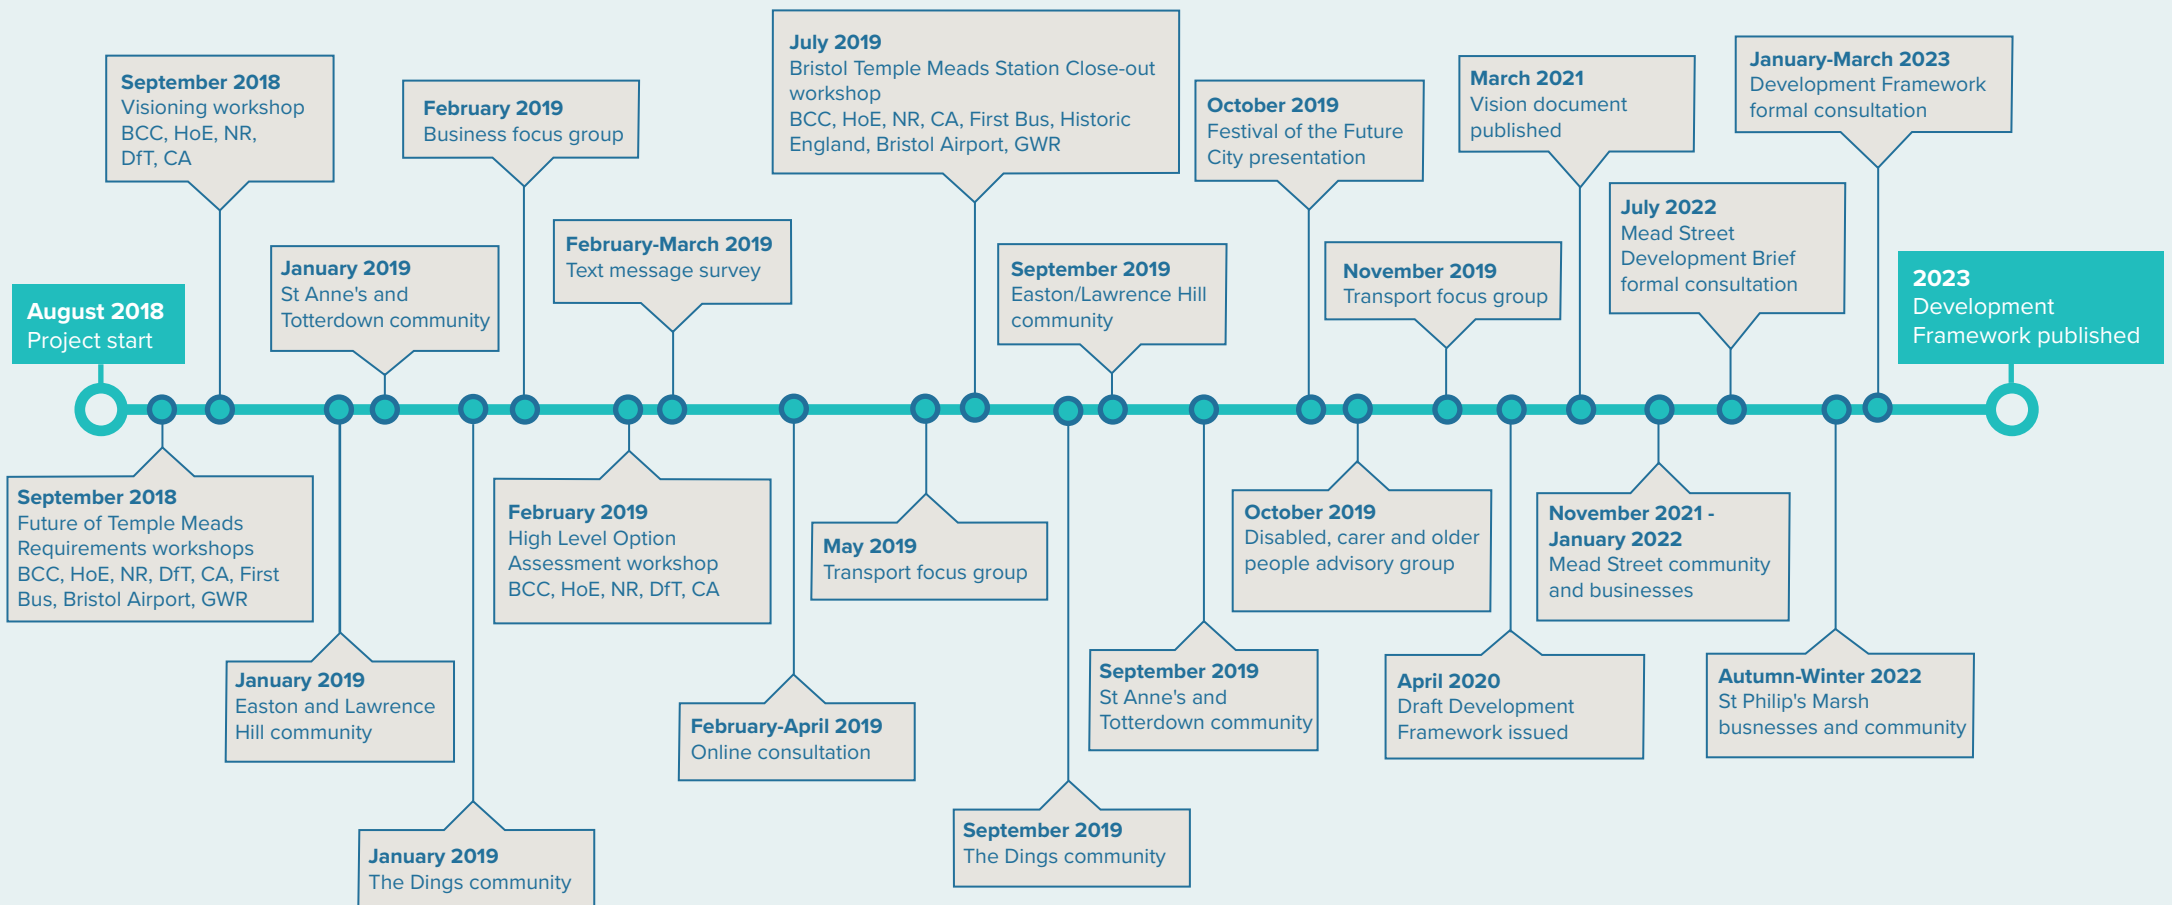 August 2018
Project start
September 2018
Future of Temple Meads
Requirements workshops
BCC, HoE, NR, DfT, CA, First
Bus, Bristol Airport, GWR
September 2018
Visioning workshop
BCC, HoE, NR,
DfT, CA
January 2019
Easton and Lawrence
Hill community
January 2019
St Anne's and
Totterdown community
January 2019
The Dings community
February 2019
Business focus group
February 2019
High Level Option
Assessment workshop
BCC, HoE, NR, DfT, CA
February-March 2019
Text message survey
February-April 2019
Online consultation
May 2019
Transport focus group
July 2019
Bristol Temple Meads Station Close-out
workshop
BCC, HoE, NR, CA, First Bus, Historic
England, Bristol Airport, GWR
September 2019
The Dings community
September 2019
Easton/Lawrence Hill
community
September 2019
St Anne's and
Totterdown community
October 2019
Festival of the Future
City presentation
October 2019
Disabled, carer and older
people advisory group
November 2019
Transport focus group
April 2020
Draft Development
Framework issued
March 2021
Vision document
published
November 2021 -
January 2022
Mead Street community
and businesses
July 2022
Mead Street
Development Brief
formal consultation
Autumn-Winter 2022
St Philip's Marsh
busnesses and community
January-March 2023
Development Framework
formal consultation
2023
Development
Framework published